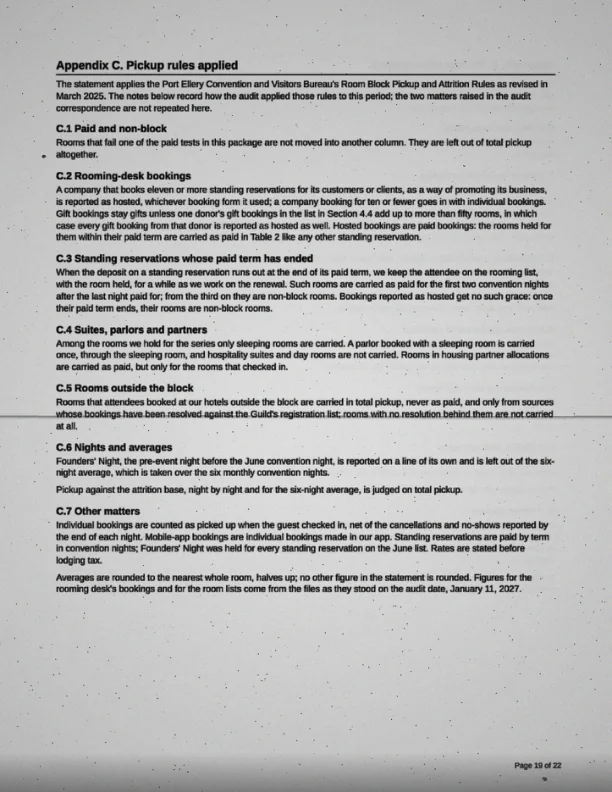 Appendix C. Pickup rules applied
The statement applies the Port Ellery Convention and Visitors Bureau's Room Block Pickup and Attrition Rules as revised in
March 2025. The notes below record how the audit applied those rules to this period; the two matters raised in the audit
correspondence are not repeated here.
C.1 Paid and non-block
Rooms that fail one of the paid tests in this package are not moved into another column. They are left out of total pickup
altogether.
C.2 Rooming-desk bookings
A company that books eleven or more standing reservations for its customers or clients, as a way of promoting its business,
is reported as hosted, whichever booking form it used; a company booking for ten or fewer goes in with individual bookings.
Gift bookings stay gifts unless one donor's gift bookings in the list in Section 4.4 add up to more than fifty rooms, in which
case every gift booking from that donor is reported as hosted as well. Hosted bookings are paid bookings: the rooms held for
them within their paid term are carried as paid in Table 2 like any other standing reservation.
C.3 Standing reservations whose paid term has ended
When the deposit on a standing reservation runs out at the end of its paid term, we keep the attendee on the rooming list,
with the room held, for a while as we work on the renewal. Such rooms are carried as paid for the first two convention nights
after the last night paid for; from the third on they are non-block rooms. Bookings reported as hosted get no such grace: once
their paid term ends, their rooms are non-block rooms.
C.4 Suites, parlors and partners
Among the rooms we hold for the series only sleeping rooms are carried. A parlor booked with a sleeping room is carried
once, through the sleeping room, and hospitality suites and day rooms are not carried. Rooms in housing partner allocations
are carried as paid, but only for the rooms that checked in.
C.5 Rooms outside the block
Rooms that attendees booked at our hotels outside the block are carried in total pickup, never as paid, and only from sources
whose bookings have been resolved against the Guild's registration list; rooms with no resolution behind them are not carried
at all.
C.6 Nights and averages
Founders' Night, the pre-event night before the June convention night, is reported on a line of its own and is left out of the six-
night average, which is taken over the six monthly convention nights.
Pickup against the attrition base, night by night and for the six-night average, is judged on total pickup.
C.7 Other matters
Individual bookings are counted as picked up when the guest checked in, net of the cancellations and no-shows reported by
the end of each night. Mobile-app bookings are individual bookings made in our app. Standing reservations are paid by term
in convention nights; Founders' Night was held for every standing reservation on the June list. Rates are stated before
lodging tax.
Averages are rounded to the nearest whole room, halves up; no other figure in the statement is rounded. Figures for the
rooming desk's bookings and for the room lists come from the files as they stood on the audit date, January 11, 2027.
Page 19 of 22